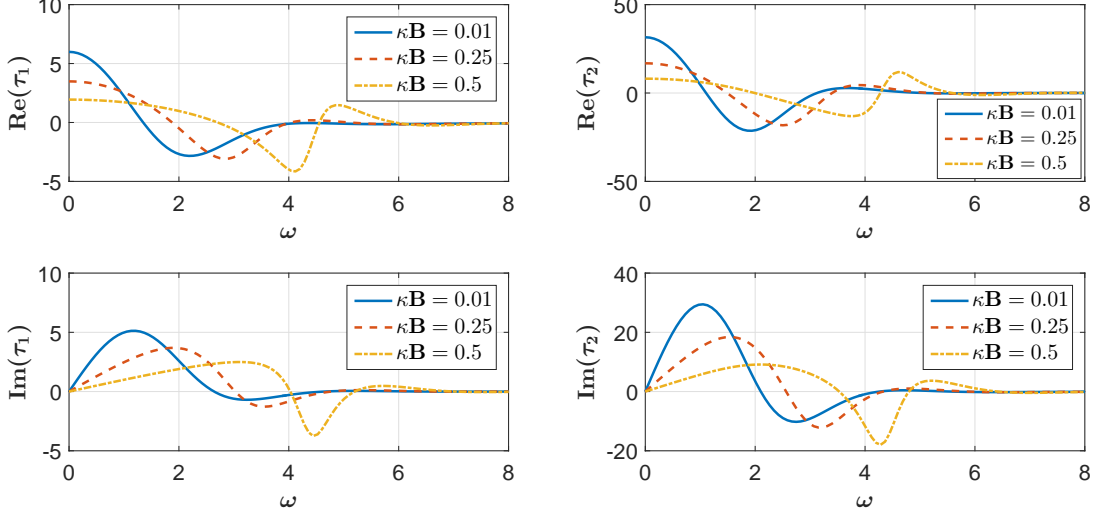 Re(τ₁)
10
5
0
-5
κB = 0.01
κB = 0.25
κB = 0.5
0 2 4 6 8
ω
Re(τ₂)
50
0
-50
κB = 0.01
κB = 0.25
κB = 0.5
0 2 4 6 8
ω
Im(τ₁)
10
5
0
-5
κB = 0.01
κB = 0.25
κB = 0.5
0 2 4 6 8
ω
Im(τ₂)
40
20
0
-20
κB = 0.01
κB = 0.25
κB = 0.5
0 2 4 6 8
ω